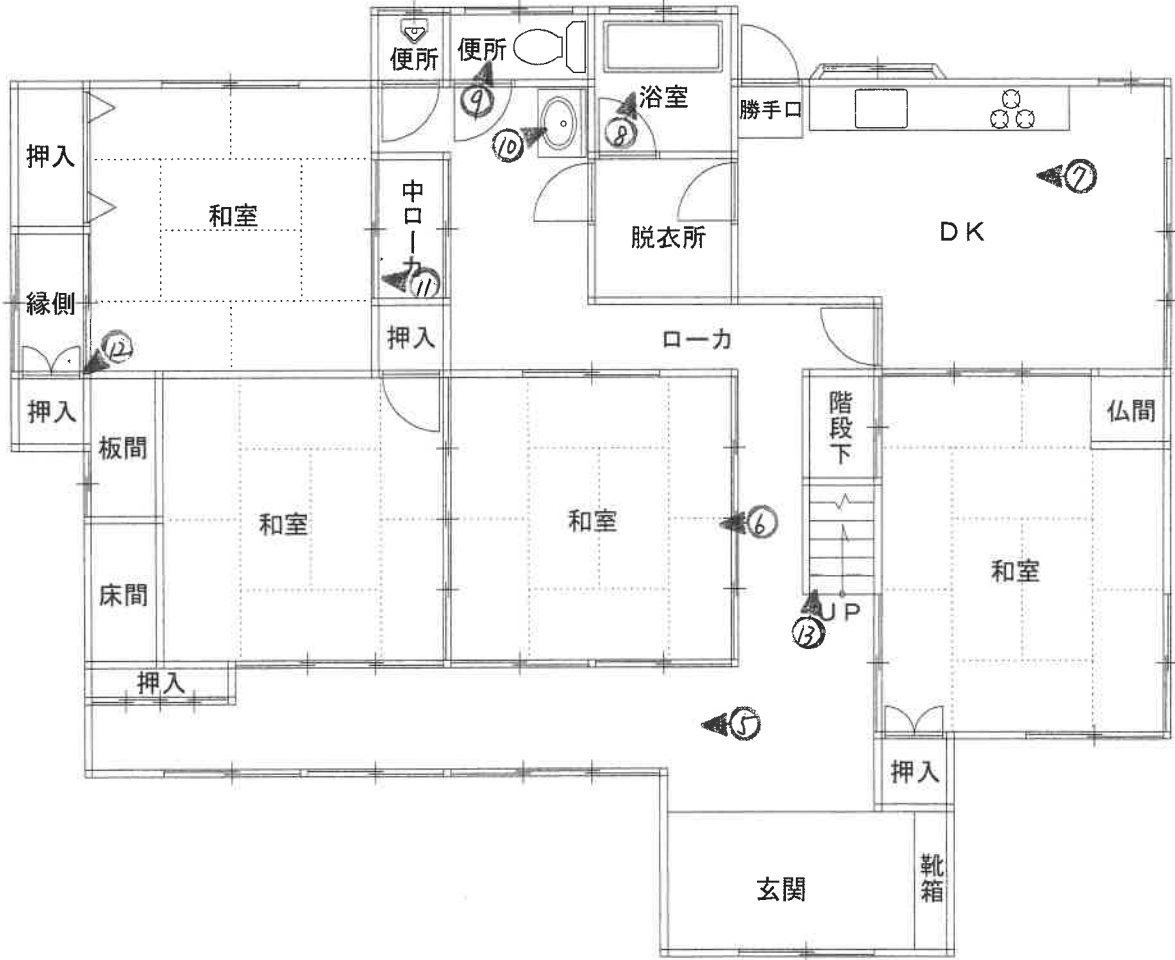 便所
便所
⑨
⑩
浴室
⑧
勝手口
⑦
押入
和室
中ローカ
⑪
脱衣所
DK
縁側
⑫
押入
ローカ
押入
板間
階段下
仏間
和室
和室
⑥
和室
床間
UP
⑬
押入
⑤
押入
玄関
靴箱